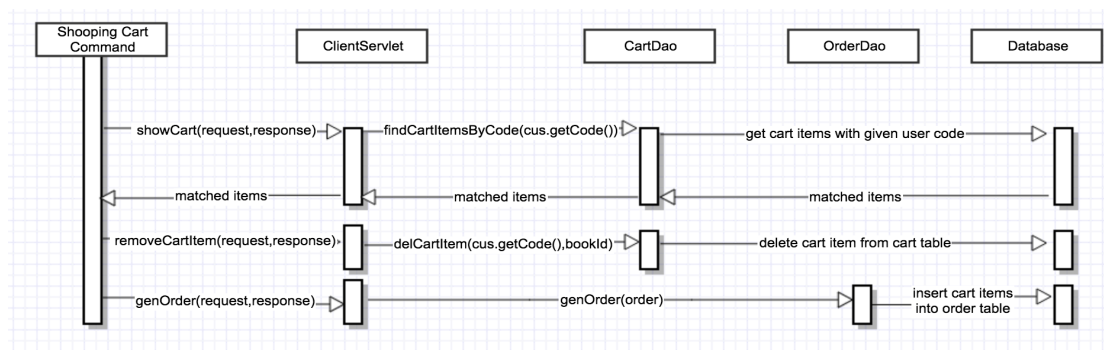 Shooping Cart
Command
ClientServlet
CartDao
OrderDao
Database
showCart(request,response)
findCartItemsByCode(cus.getCode())
get cart items with given user code
matched items
matched items
matched items
removeCartItem(request,response)
delCartItem(cus.getCode(),bookId)
delete cart item from cart table
genOrder(request,response)
genOrder(order)
insert cart items
into order table